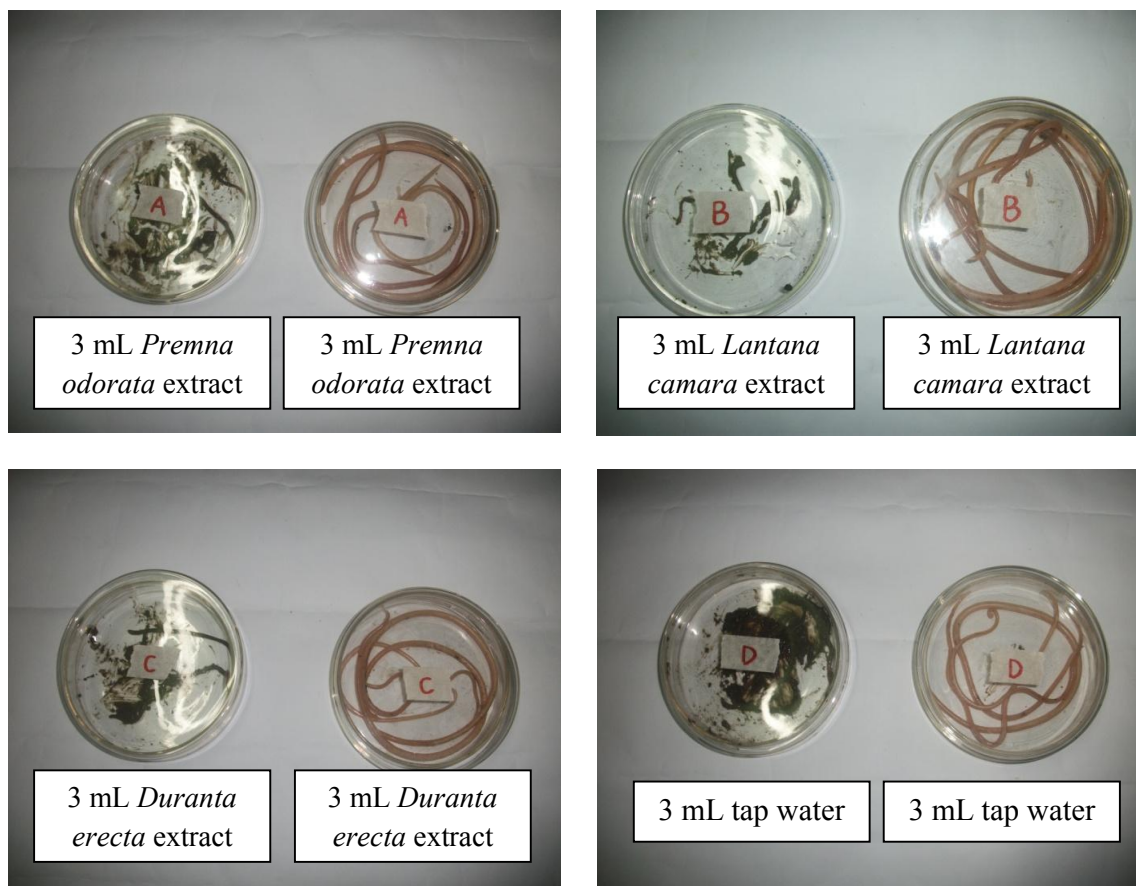 A
A
3 mL Premna
odorata extract
3 mL Premna
odorata extract
B
B
3 mL Lantana
camara extract
3 mL Lantana
camara extract
C
C
3 mL Duranta
erecta extract
3 mL Duranta
erecta extract
D
D
3 mL tap water
3 mL tap water